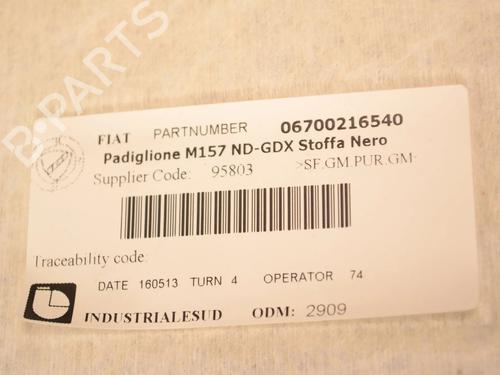 B-PARTS
FIAT PARTNUMBER 06700216540
Padiglione M157 ND-GDX Stoffa Nero
Supplier Code: 95803 >SF.GM.PUR.GM
Traceability code:
DATE 160513 TURN 4 OPERATOR 74
INDUSTRIALESUD ODM: 2909